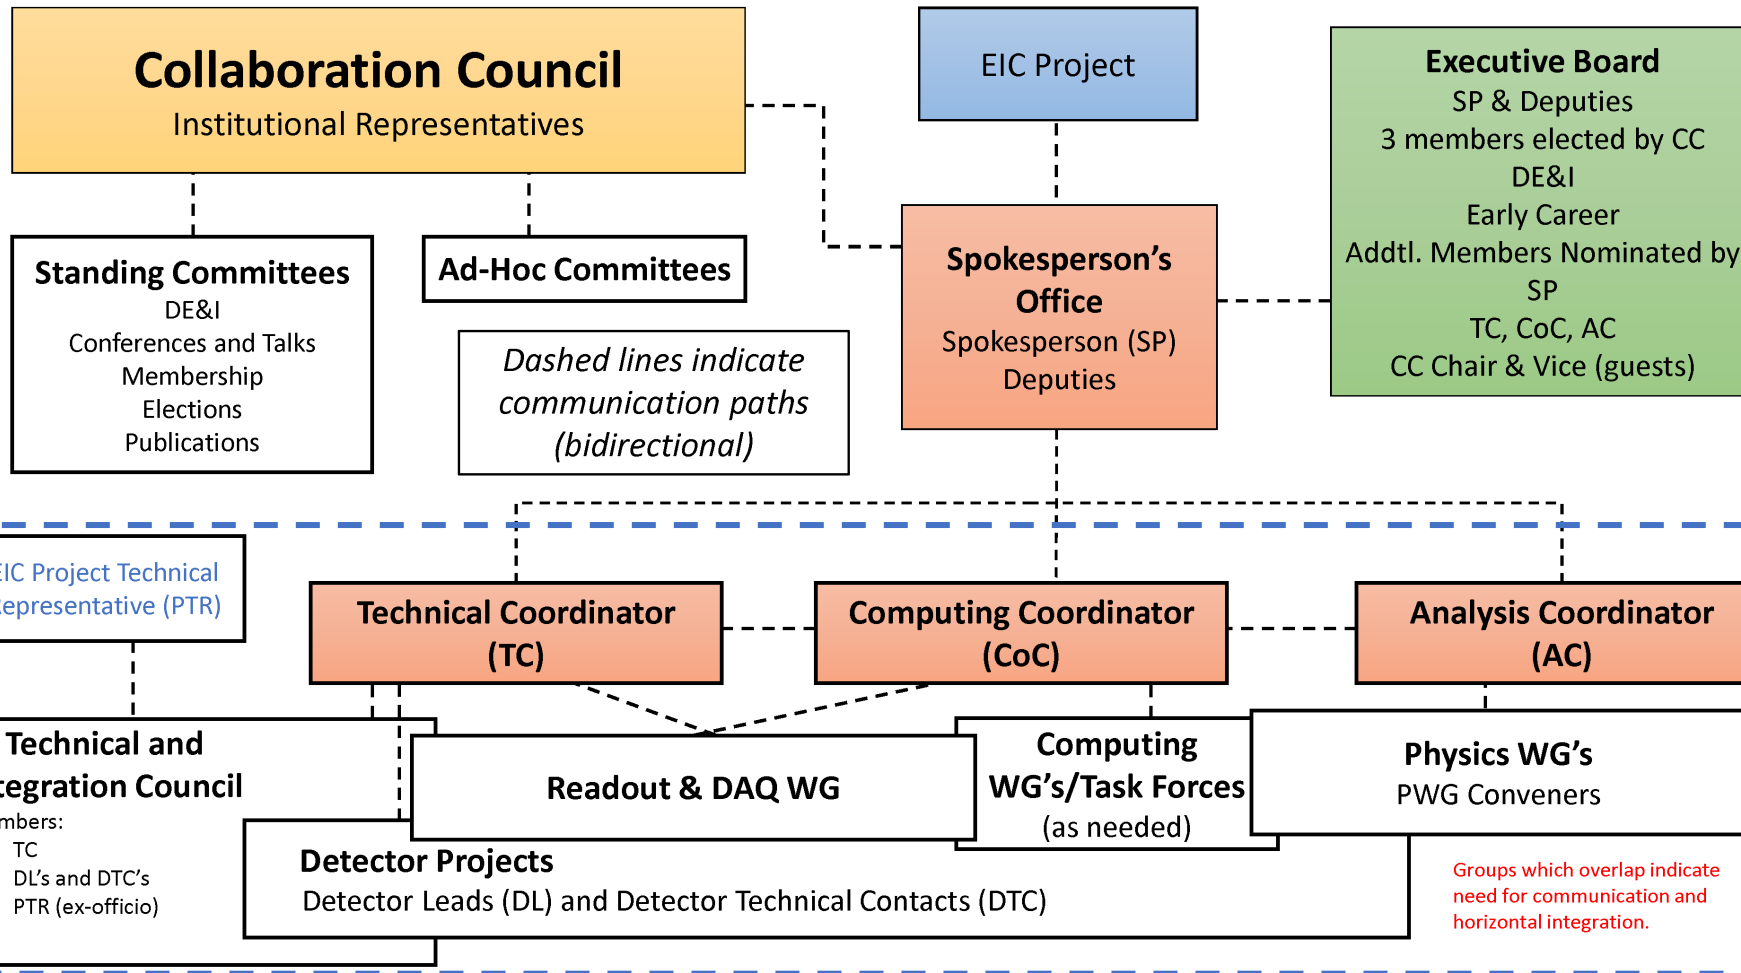 Collaboration Council
Institutional Representatives
EIC Project
Executive Board
SP & Deputies
3 members elected by CC
DE&I
Early Career
Addtl. Members Nominated by
SP
TC, CoC, AC
CC Chair & Vice (guests)
Spokesperson’s
Office
Spokesperson (SP)
Deputies
Standing Committees
DE&I
Conferences and Talks
Membership
Elections
Publications
Ad-Hoc Committees
Dashed lines indicate
communication paths
(bidirectional)
EIC Project Technical
Representative (PTR)
Technical Coordinator
(TC)
Computing Coordinator
(CoC)
Analysis Coordinator
(AC)
Technical and
tegration Council
mbers:
TC
DL’s and DTC’s
PTR (ex-officio)
Readout & DAQ WG
Computing
WG’s/Task Forces
(as needed)
Physics WG’s
PWG Conveners
Detector Projects
Detector Leads (DL) and Detector Technical Contacts (DTC)
Groups which overlap indicate
need for communication and
horizontal integration.